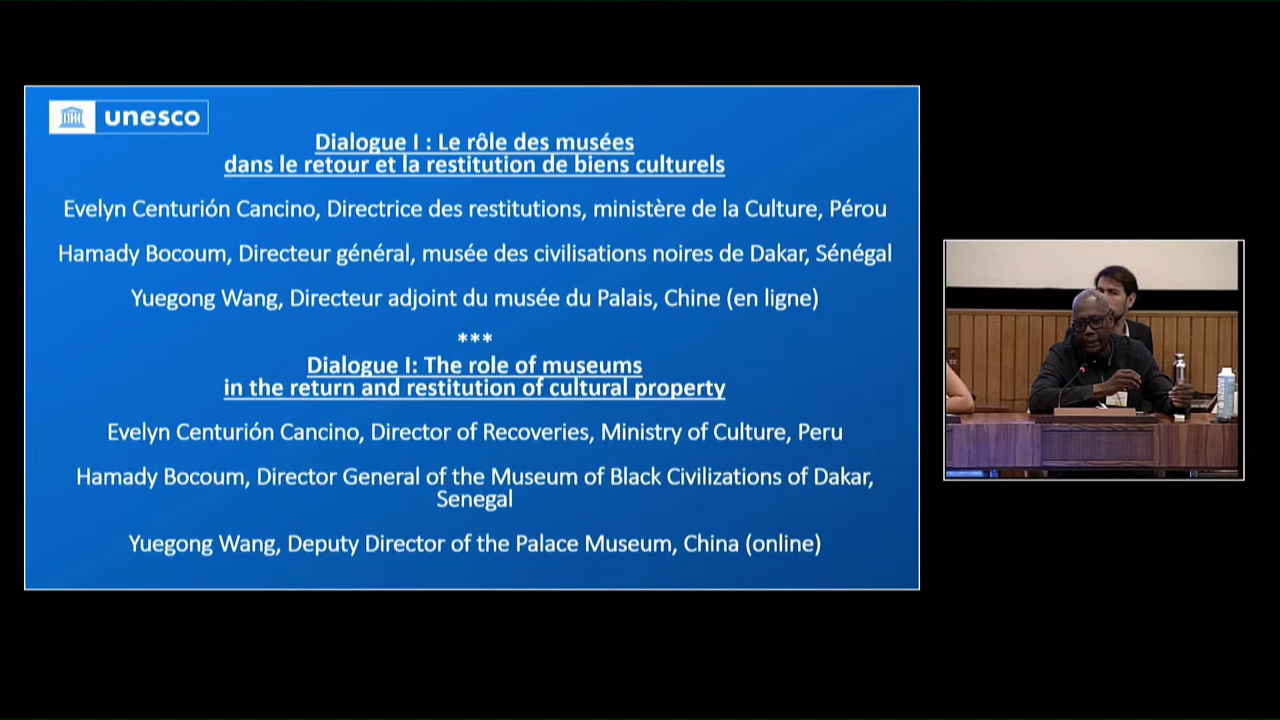 unesco
Dialogue I : Le rôle des musées
dans le retour et la restitution de biens culturels
Evelyn Centurión Cancino, Directrice des restitutions, ministère de la Culture, Pérou
Hamady Bocoum, Directeur général, musée des civilisations noires de Dakar, Sénégal
Yuegong Wang, Directeur adjoint du musée du Palais, Chine (en ligne)
***
Dialogue I: The role of museums
in the return and restitution of cultural property
Evelyn Centurión Cancino, Director of Recoveries, Ministry of Culture, Peru
Hamady Bocoum, Director General of the Museum of Black Civilizations of Dakar,
Senegal
Yuegong Wang, Deputy Director of the Palace Museum, China (online)